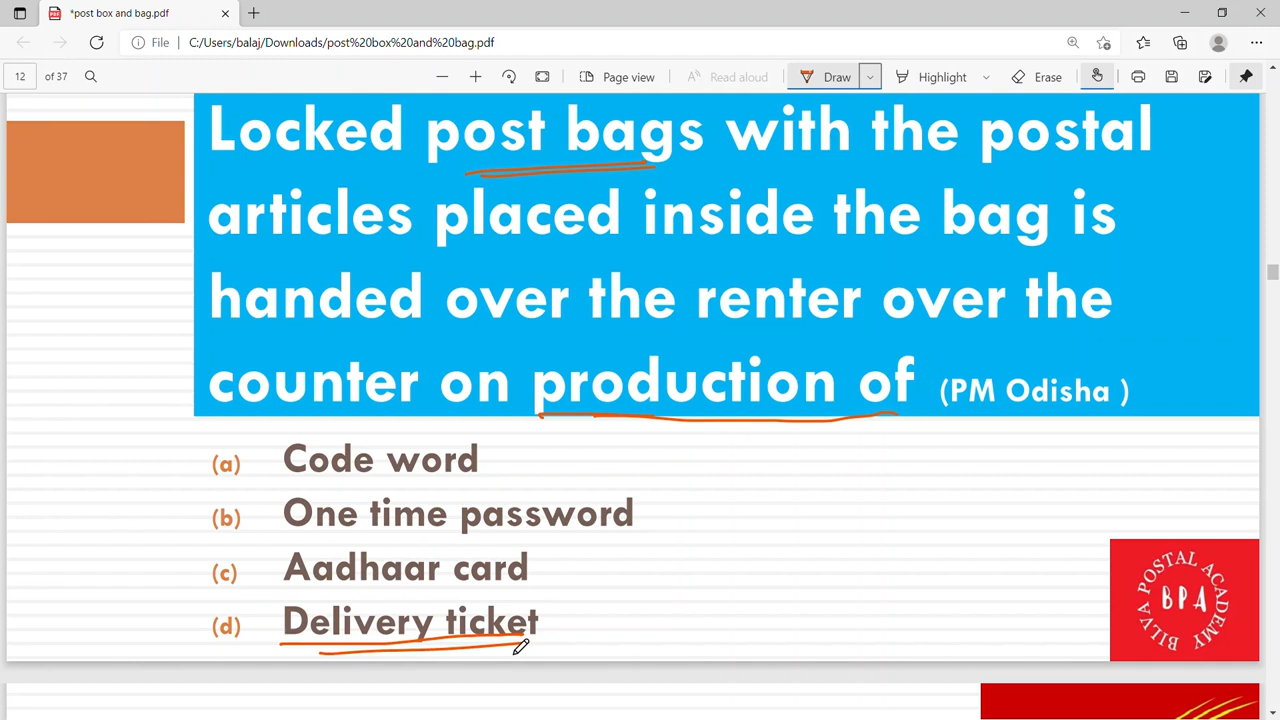 *post box and bag.pdf
File C:/Users/balaj/Downloads/post%20box%20and%20bag.pdf
12 of 37 Page view Read aloud Draw Highlight Erase
Locked post bags with the postal
articles placed inside the bag is
handed over the renter over the
counter on production of (PM Odisha )
(a) Code word
(b) One time password
(c) Aadhaar card
(d) Delivery ticket
BILVA POSTAL ACADEMY
BPA